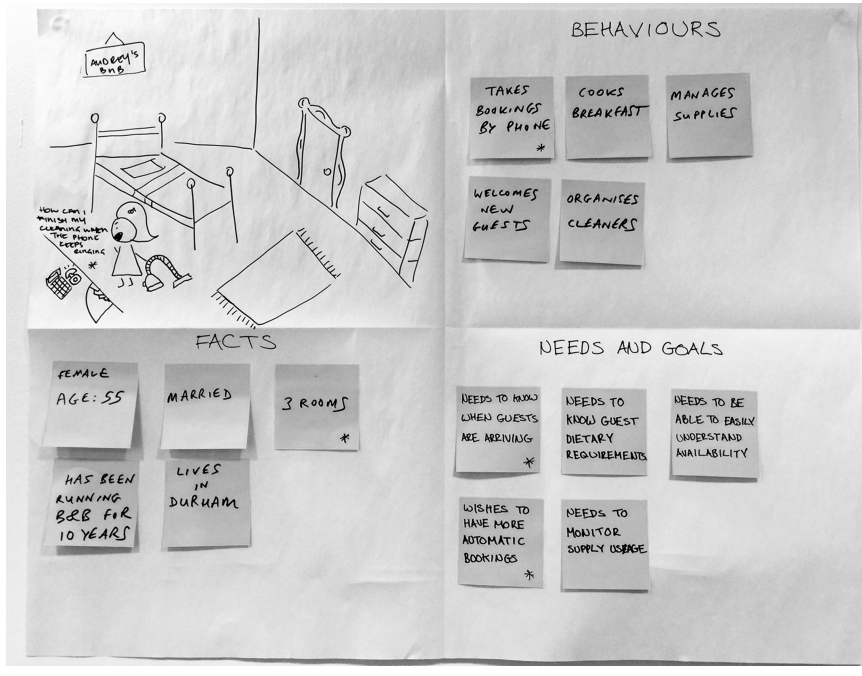 AUDREY'S
BNB
HOW CAN I
FINISH MY
CLEANING WHEN
THE PHONE
KEEPS
RINGING
*
BEHAVIOURS
TAKES
BOOKINGS
BY PHONE
*
COOKS
BREAKFAST
MANAGES
SUPPLIES
WELCOMES
NEW
GUESTS
ORGANISES
CLEANERS
FACTS
FEMALE
AGE: 55
MARRIED
3 ROOMS
*
HAS BEEN
RUNNING
B&B FOR
10 YEARS
LIVES
IN
DURHAM
NEEDS AND GOALS
NEEDS TO KNOW
WHEN GUESTS
ARE ARRIVING
*
NEEDS TO
KNOW GUEST
DIETARY
REQUIREMENTS
NEEDS TO BE
ABLE TO EASILY
UNDERSTAND
AVAILABILITY
WISHES TO
HAVE MORE
AUTOMATIC
BOOKINGS
*
NEEDS TO
MONITOR
SUPPLY USAGE